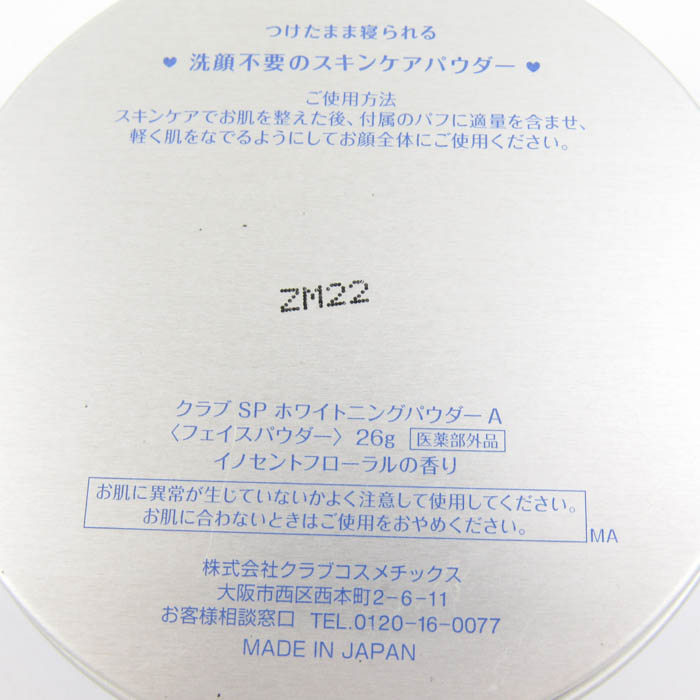 つけたまま寝られる
♥ 洗顔不要のスキンケアパウダー ♥
ご使用方法
スキンケアでお肌を整えた後、付属のパフに適量を含ませ、
軽く肌をなでるようにしてお顔全体にご使用ください。
ZM22
クラブ SP ホワイトニングパウダー A
〈フェイスパウダー〉 26g 医薬部外品
イノセントフローラルの香り
お肌に異常が生じていないかよく注意して使用してください。
お肌に合わないときはご使用をおやめください。
MA
株式会社クラブコスメチックス
大阪市西区西本町2-6-11
お客様相談窓口 TEL.0120-16-0077
MADE IN JAPAN